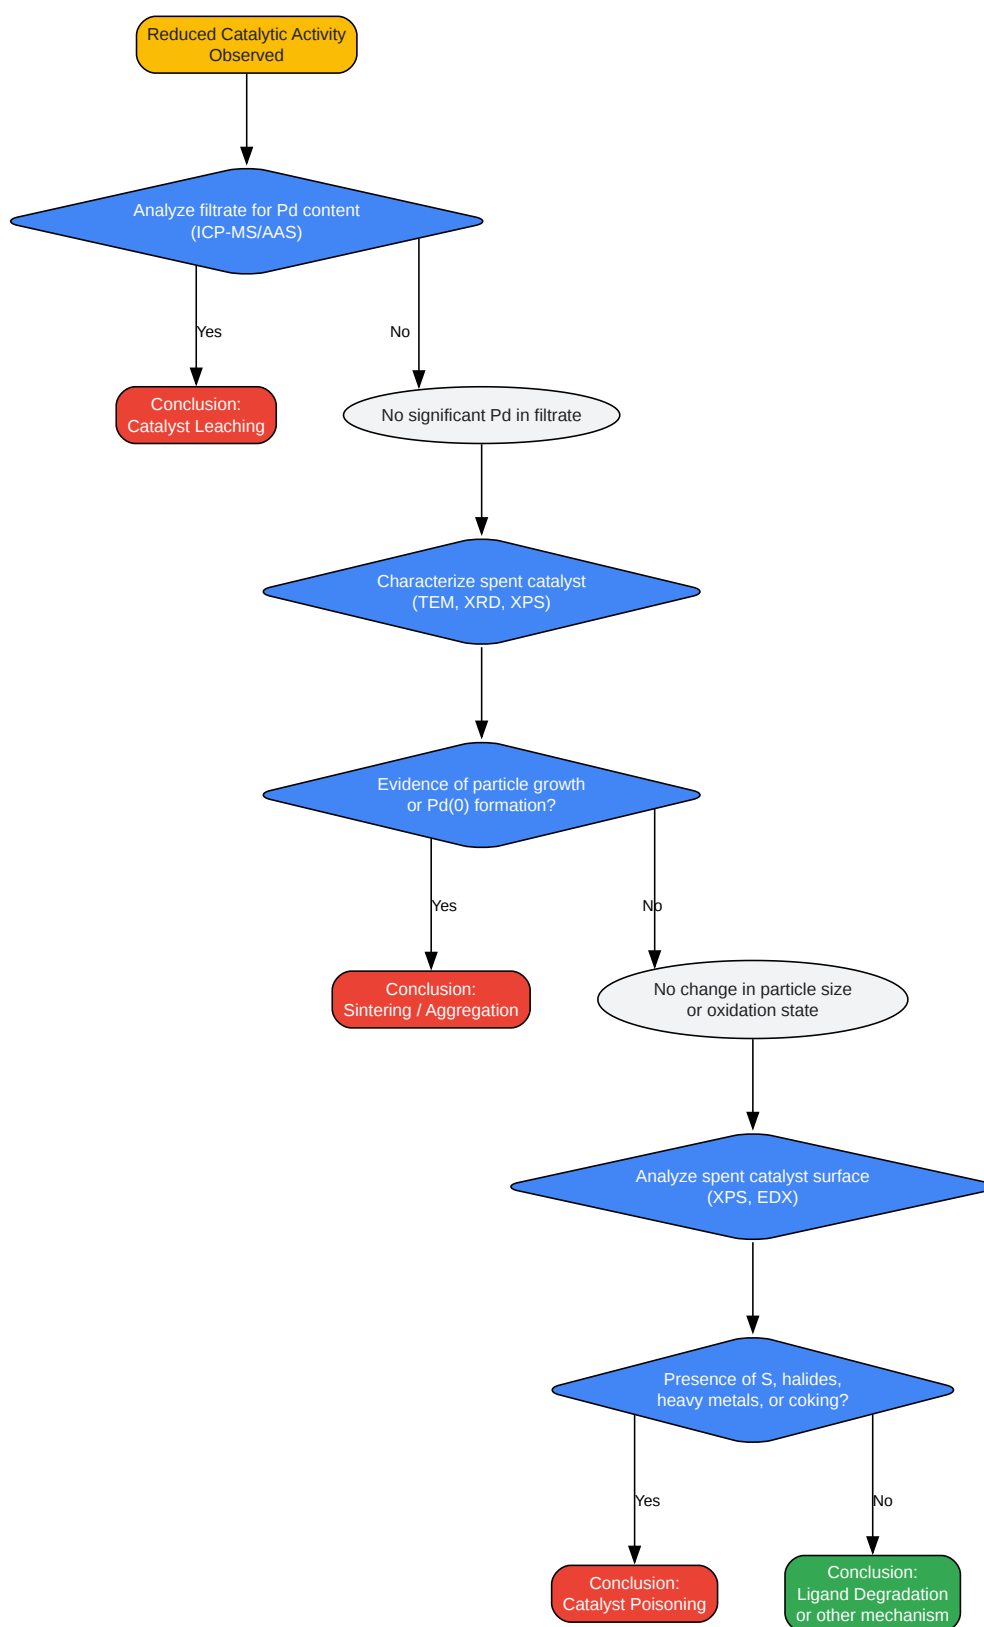 Reduced Catalytic Activity
Observed
Analyze filtrate for Pd content
(ICP-MS/AAS)
Yes
No
Conclusion:
Catalyst Leaching
No significant Pd in filtrate
Characterize spent catalyst
(TEM, XRD, XPS)
Evidence of particle growth
or Pd(0) formation?
Yes
No
Conclusion:
Sintering / Aggregation
No change in particle size
or oxidation state
Analyze spent catalyst surface
(XPS, EDX)
Presence of S, halides,
heavy metals, or coking?
Yes
No
Conclusion:
Catalyst Poisoning
Conclusion:
Ligand Degradation
or other mechanism